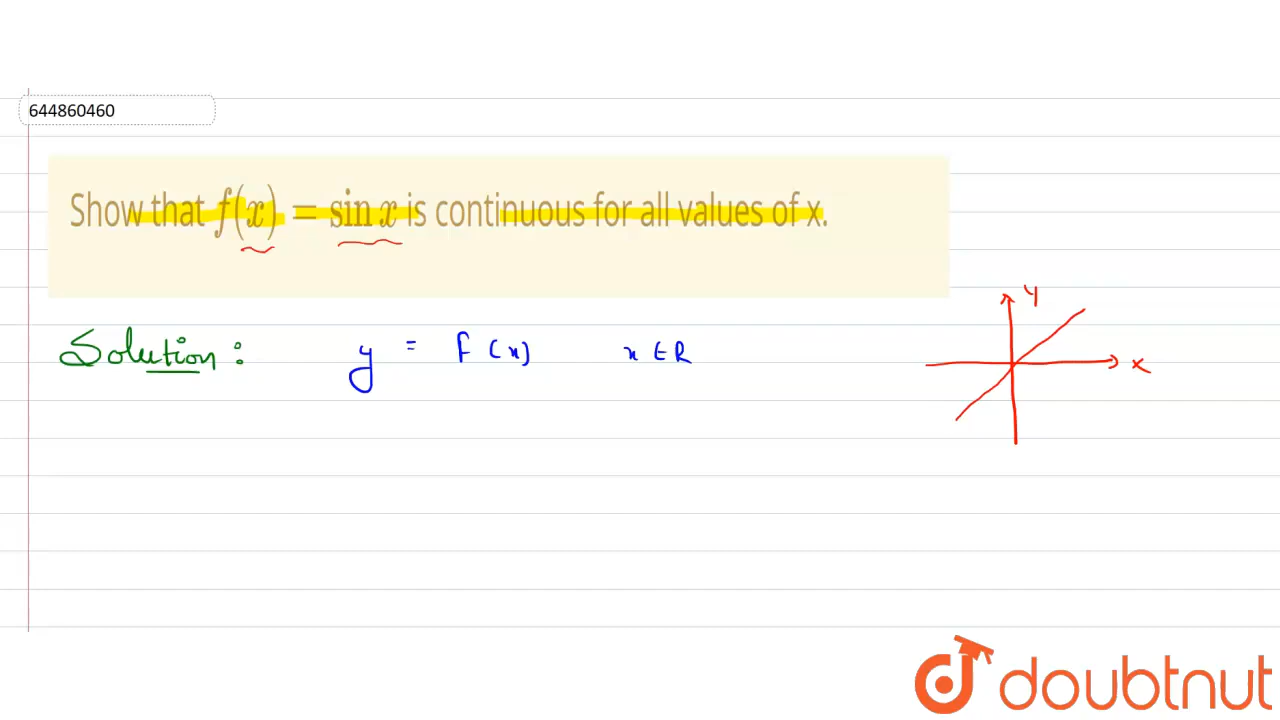 644860460
Show that f(x) = sin x is continuous for all values of x.
Solution : y = f(x) x ∈ R
y
x
doubtnut